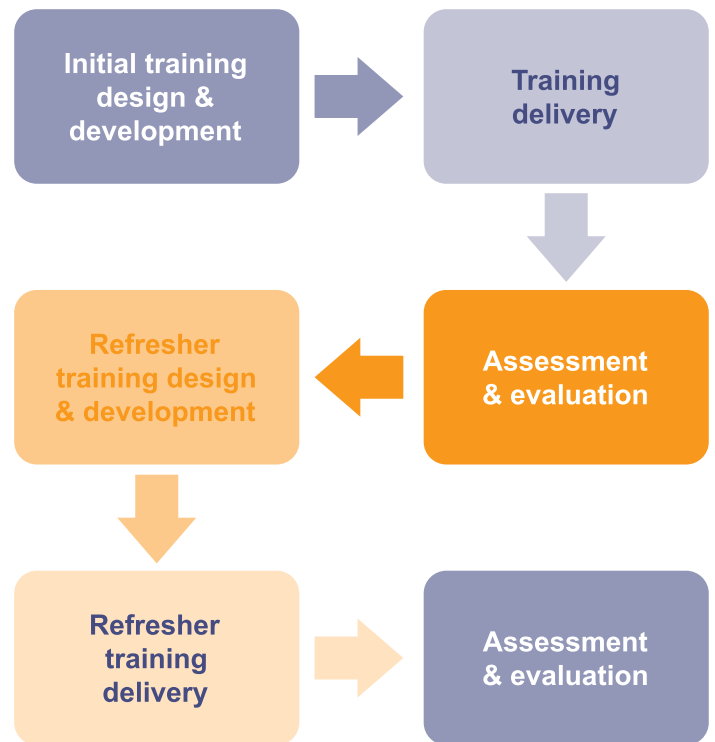 Initial training
design &
development
Training
delivery
Assessment
& evaluation
Refresher
training design
& development
Refresher
training
delivery
Assessment
& evaluation